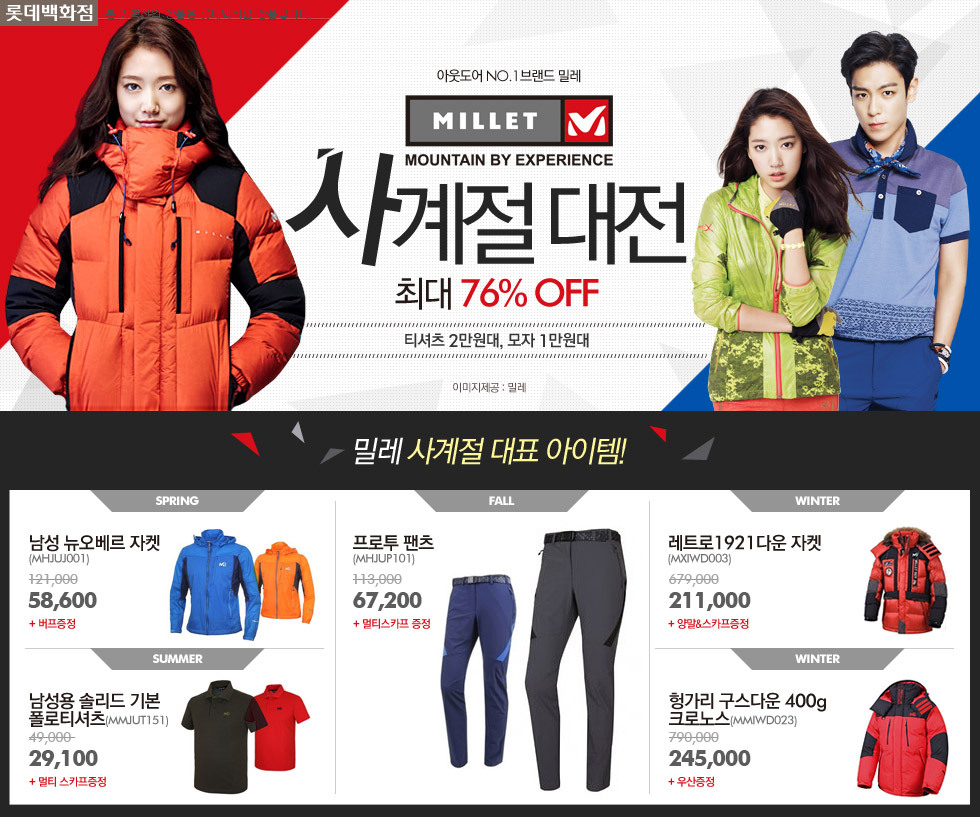 롯데백화점
아웃도어 NO.1브랜드 밀레
MILLET
MOUNTAIN BY EXPERIENCE
사계절 대전
최대 76% OFF
티셔츠 2만원대, 모자 1만원대
이미지제공 : 밀레
밀레 사계절 대표 아이템!
SPRING
남성 뉴오베르 자켓
(MHJUJ001)
121,000
58,600
+ 버프증정
SUMMER
남성용 솔리드 기본
폴로티셔츠(MMJUT151)
49,000
29,100
+ 멀티 스카프증정
FALL
프로투 팬츠
(MHJUP101)
113,000
67,200
+ 멀티스카프 증정
WINTER
레트로1921다운 자켓
(MXIWD003)
679,000
211,000
+ 양말&스카프증정
WINTER
헝가리 구스다운 400g
크로노스(MMIWD023)
790,000
245,000
+ 우산증정